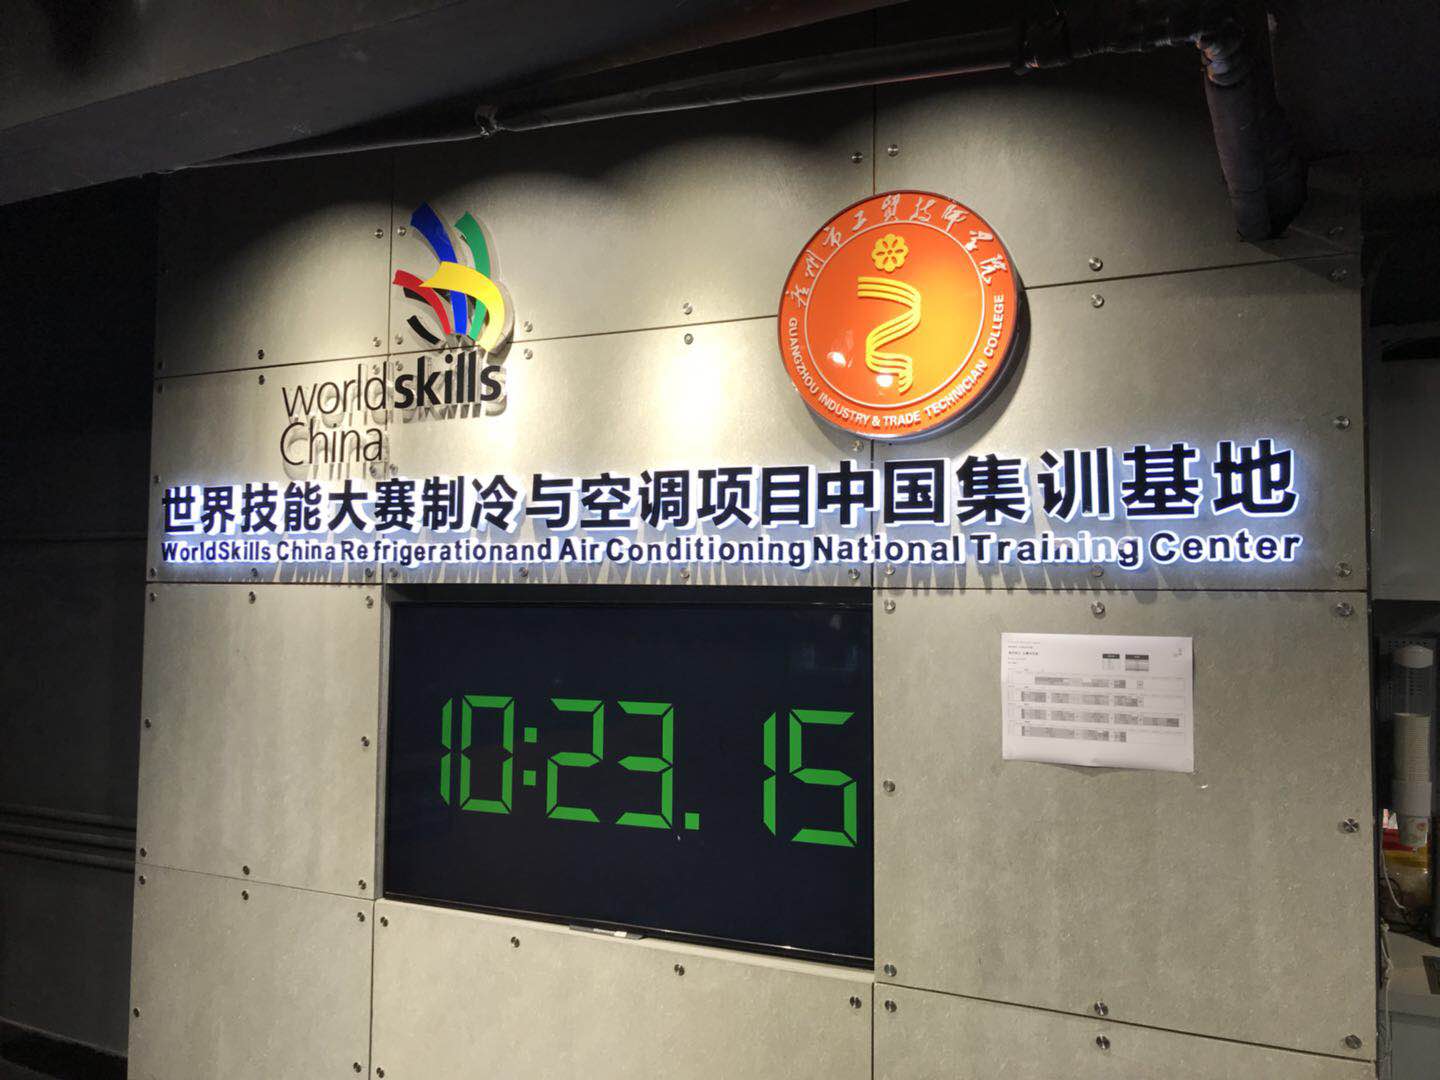 worldskills
China
广州市工贸技师学院
GUANGZHOU INDUSTRY & TRADE TECHNICIAN COLLEGE
世界技能大赛制冷与空调项目中国集训基地
WorldSkills China Refrigerationand Air Conditioning National Training Center
10:23.15